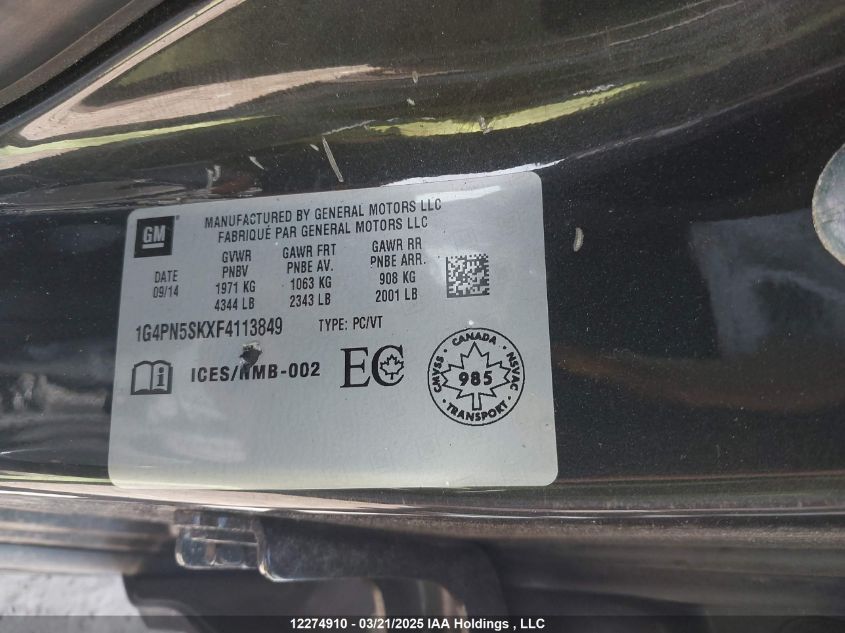 GM
MANUFACTURED BY GENERAL MOTORS LLC
FABRIQUÉ PAR GENERAL MOTORS LLC
DATE
09/14
GVWR
PNBV
1971 KG
4344 LB
GAWR FRT
PNBE AV.
1063 KG
2343 LB
GAWR RR
PNBE ARR.
908 KG
2001 LB
1G4PN5SKXF4113849 TYPE: PC/VT
i ICES/NMB-002 EC
CANADA
CMVSS · NSVAC
985
· TRANSPORT ·
12274910 - 03/21/2025 IAA Holdings , LLC